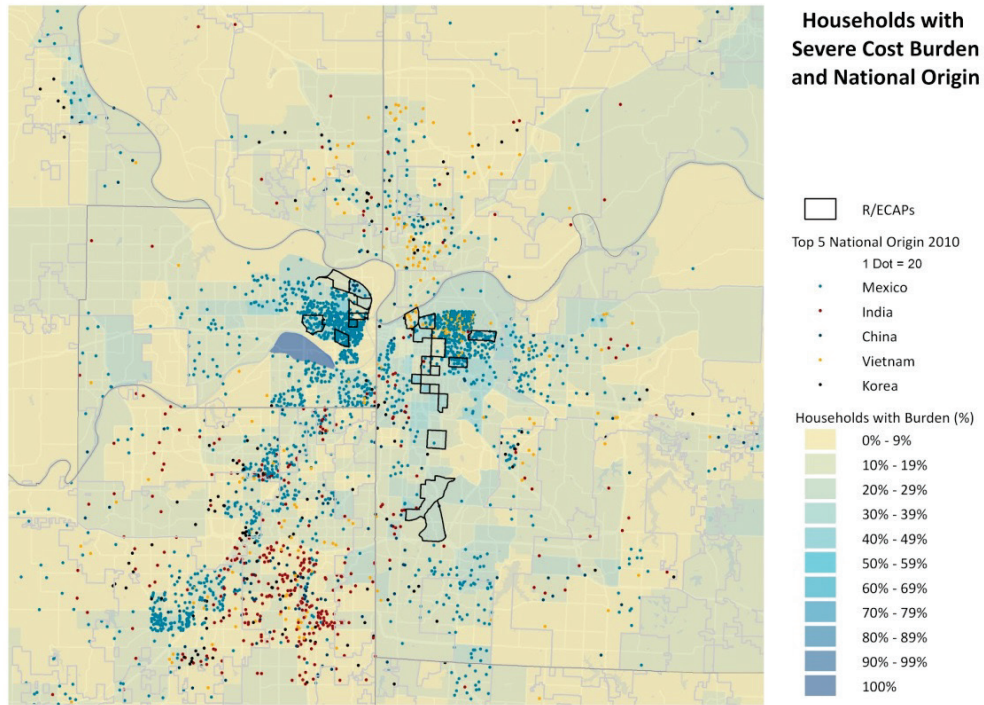 Households with
Severe Cost Burden
and National Origin
R/ECAPs
Top 5 National Origin 2010
1 Dot = 20
Mexico
India
China
Vietnam
Korea
Households with Burden (%)
0% - 9%
10% - 19%
20% - 29%
30% - 39%
40% - 49%
50% - 59%
60% - 69%
70% - 79%
80% - 89%
90% - 99%
100%